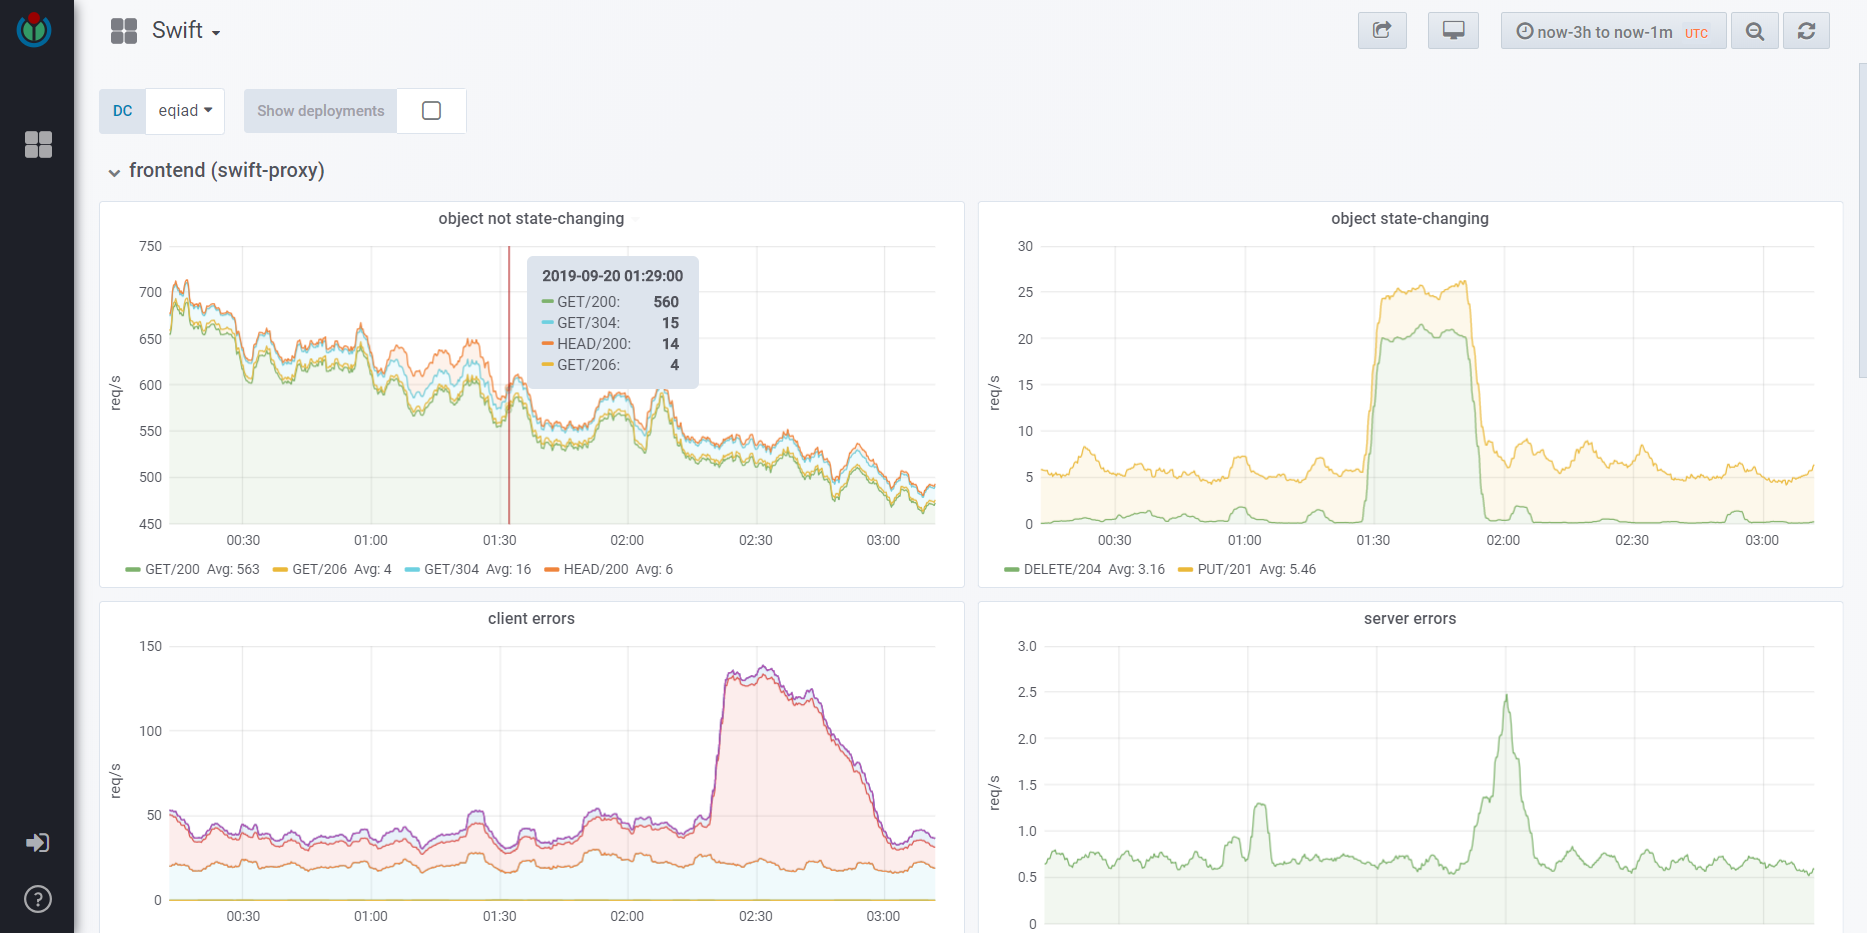 Swift
now-3h to now-1m UTC
DC eqiad Show deployments
frontend (swift-proxy)
object not state-changing
750
700
650
600
550
500
450
req/s
00:30 01:00 01:30 02:00 02:30 03:00
2019-09-20 01:29:00
GET/200: 560
GET/304: 15
HEAD/200: 14
GET/206: 4
GET/200 Avg: 563 GET/206 Avg: 4 GET/304 Avg: 16 HEAD/200 Avg: 6
object state-changing
30
25
20
15
10
5
0
req/s
00:30 01:00 01:30 02:00 02:30 03:00
DELETE/204 Avg: 3.16 PUT/201 Avg: 5.46
client errors
150
100
50
0
req/s
00:30 01:00 01:30 02:00 02:30 03:00
server errors
3.0
2.5
2.0
1.5
1.0
0.5
0
req/s
?